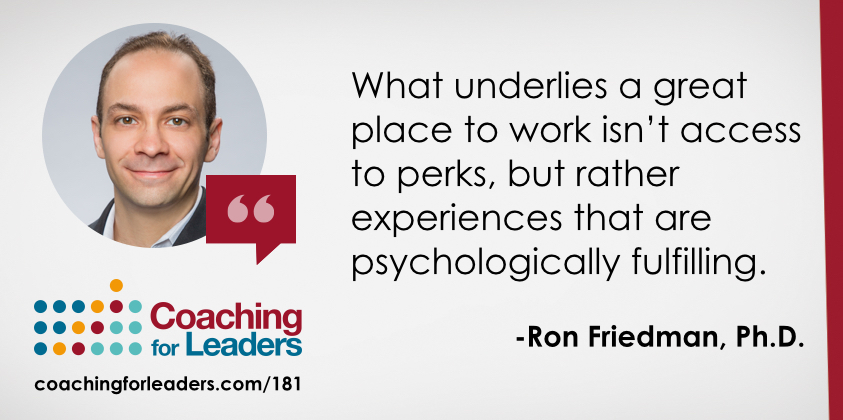 What underlies a great
place to work isn’t access
to perks, but rather
experiences that are
psychologically fulfilling.
-Ron Friedman, Ph.D.
Coaching
for Leaders
coachingforleaders.com/181